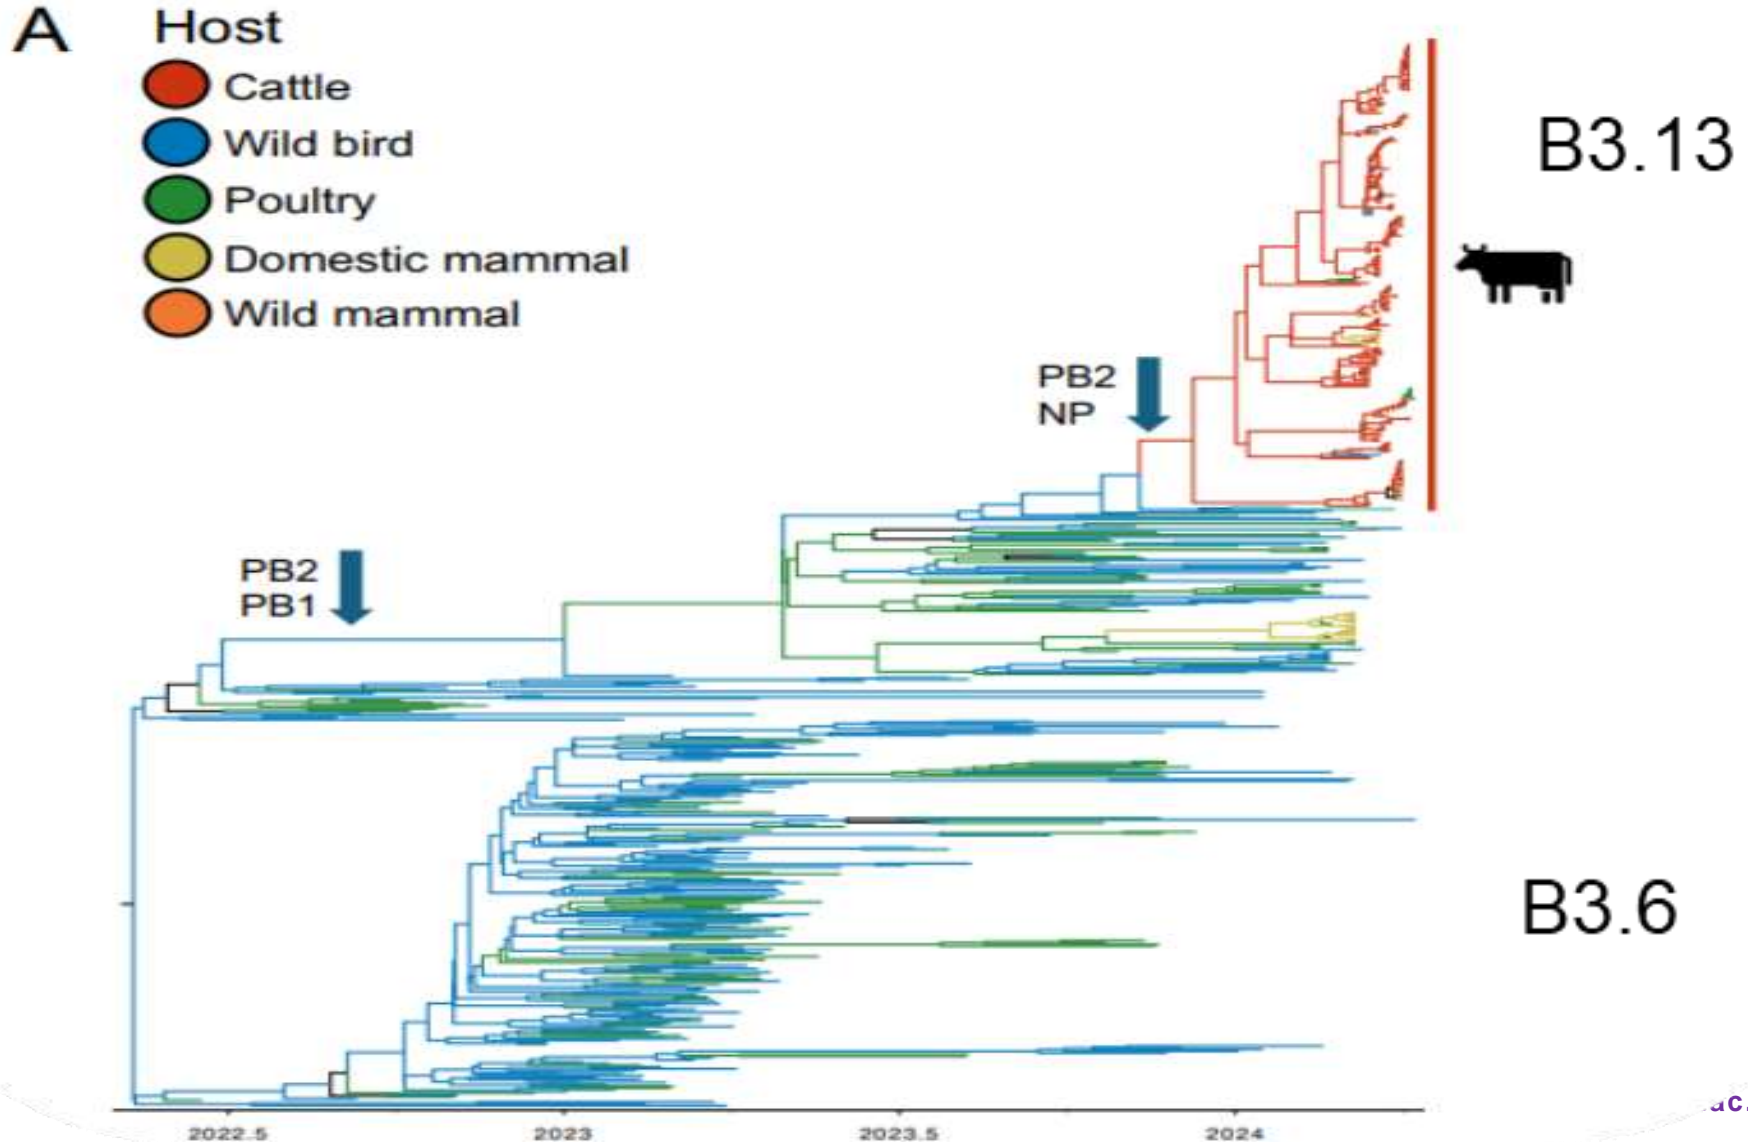 A
Host
Cattle
Wild bird
Poultry
Domestic mammal
Wild mammal
B3.13
PB2
NP
PB2
PB1
B3.6
2022.5
2023
2023.5
2024